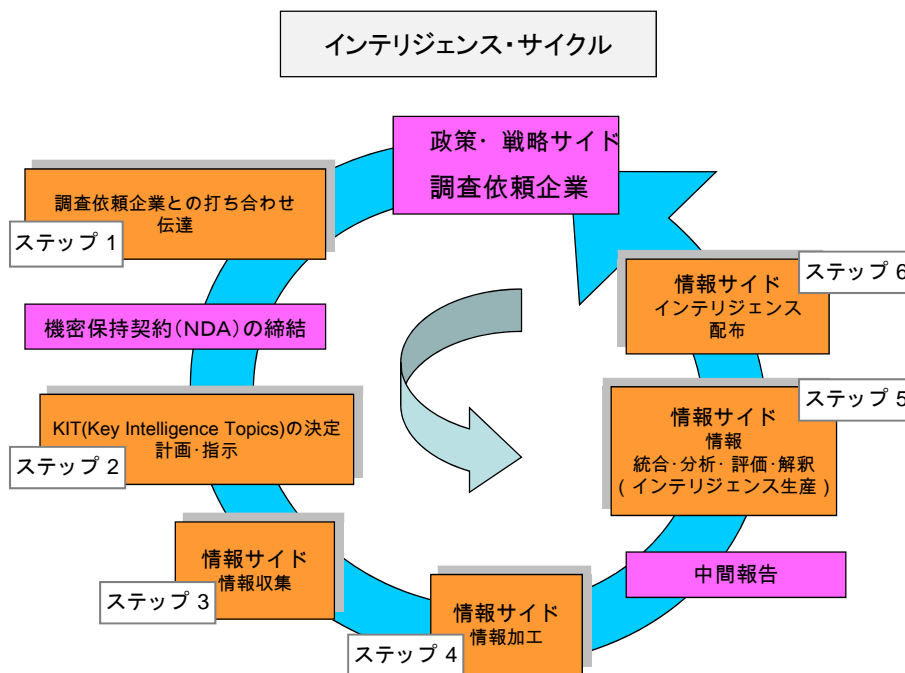 インテリジェンス・サイクル
政策・ 戦略サイド
調査依頼企業
調査依頼企業との打ち合わせ
伝達
ステップ 1
機密保持契約(NDA)の締結
KIT(Key Intelligence Topics)の決定
計画・指示
ステップ 2
情報サイド
情報収集
ステップ 3
情報サイド
情報加工
ステップ 4
中間報告
情報サイド
情報
統合・分析・評価・解釈
( インテリジェンス生産 )
ステップ 5
情報サイド
インテリジェンス
配布
ステップ 6